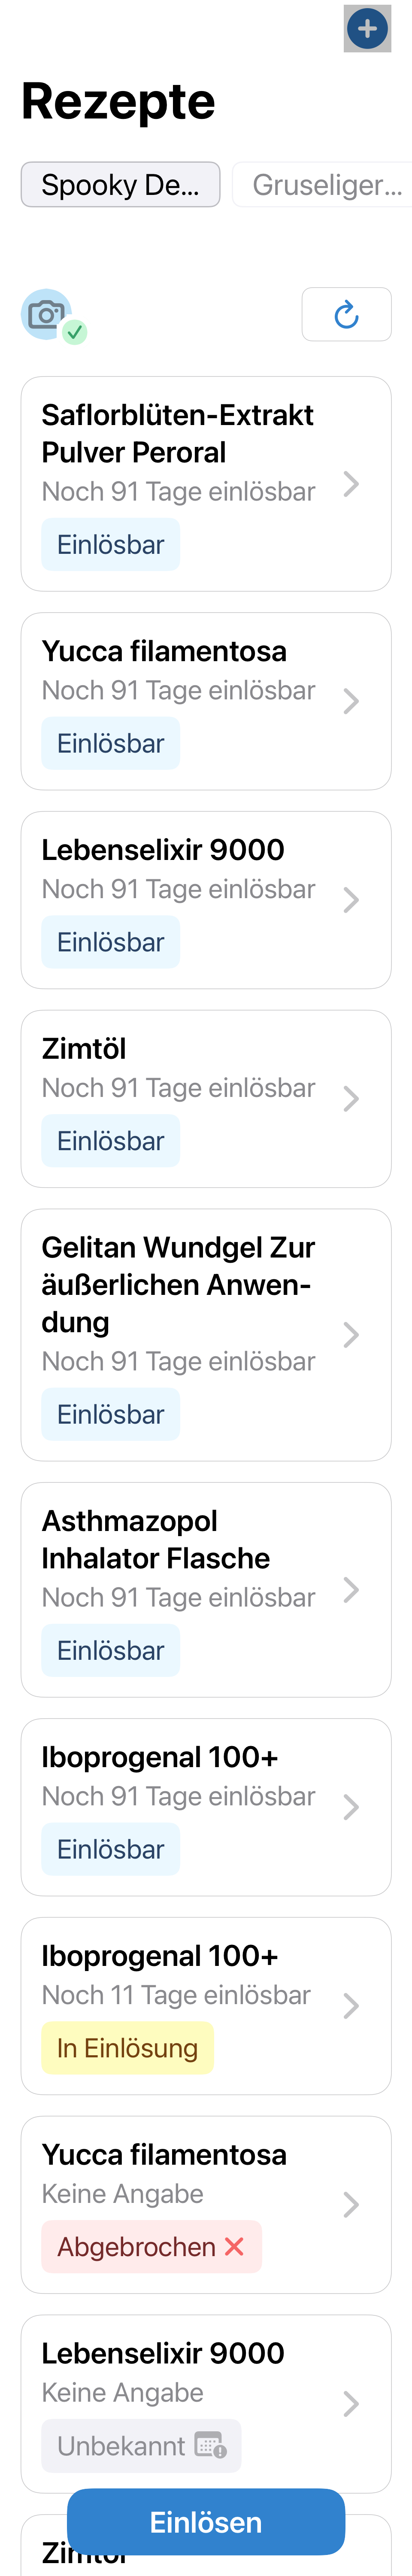 Rezepte
Spooky De...
Gruseliger...
Saflorblüten-Extrakt
Pulver Peroral
Noch 91 Tage einlösbar
Einlösbar
Yucca filamentosa
Noch 91 Tage einlösbar
Einlösbar
Lebenselixir 9000
Noch 91 Tage einlösbar
Einlösbar
Zimtöl
Noch 91 Tage einlösbar
Einlösbar
Gelitan Wundgel Zur
äußerlichen Anwen-
dung
Noch 91 Tage einlösbar
Einlösbar
Asthmazopol
Inhalator Flasche
Noch 91 Tage einlösbar
Einlösbar
Iboprogenal 100+
Noch 91 Tage einlösbar
Einlösbar
Iboprogenal 100+
Noch 11 Tage einlösbar
In Einlösung
Yucca filamentosa
Keine Angabe
Abgebrochen
Lebenselixir 9000
Keine Angabe
Unbekannt
Einlösen
Zimtöl